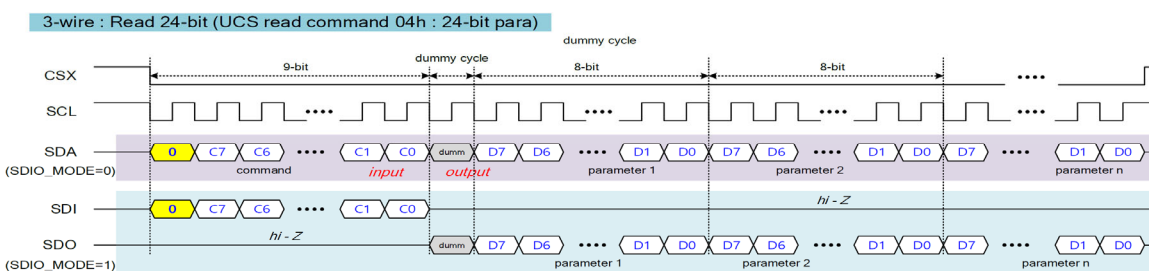 3-wire : Read 24-bit (UCS read command 04h : 24-bit para)
dummy cycle
dummy cycle
CSX 9-bit 8-bit 8-bit ••••
SCL •••• •••• •••• ••••
SDA 0 C7 C6 •••• C1 C0 dumm D7 D6 •••• D1 D0 D7 D6 •••• D1 D0 D7 •••• D1 D0
(SDIO_MODE=0) command input output parameter 1 parameter 2 parameter n
SDI 0 C7 C6 •••• C1 C0 hi - Z
hi - Z
SDO dumm D7 D6 •••• D1 D0 D7 D6 •••• D1 D0 D7 •••• D1 D0
(SDIO_MODE=1) parameter 1 parameter 2 parameter n